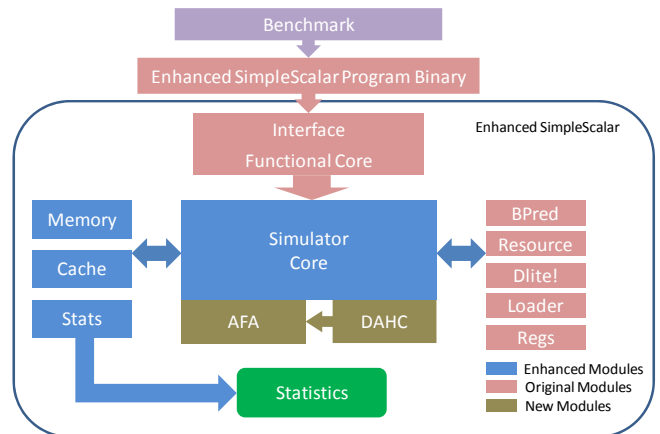 Benchmark
Enhanced SimpleScalar Program Binary
Interface
Functional Core
Enhanced SimpleScalar
Memory
Cache
Stats
Simulator
Core
AFA
DAHC
BPred
Resource
Dlite!
Loader
Regs
Statistics
Enhanced Modules
Original Modules
New Modules